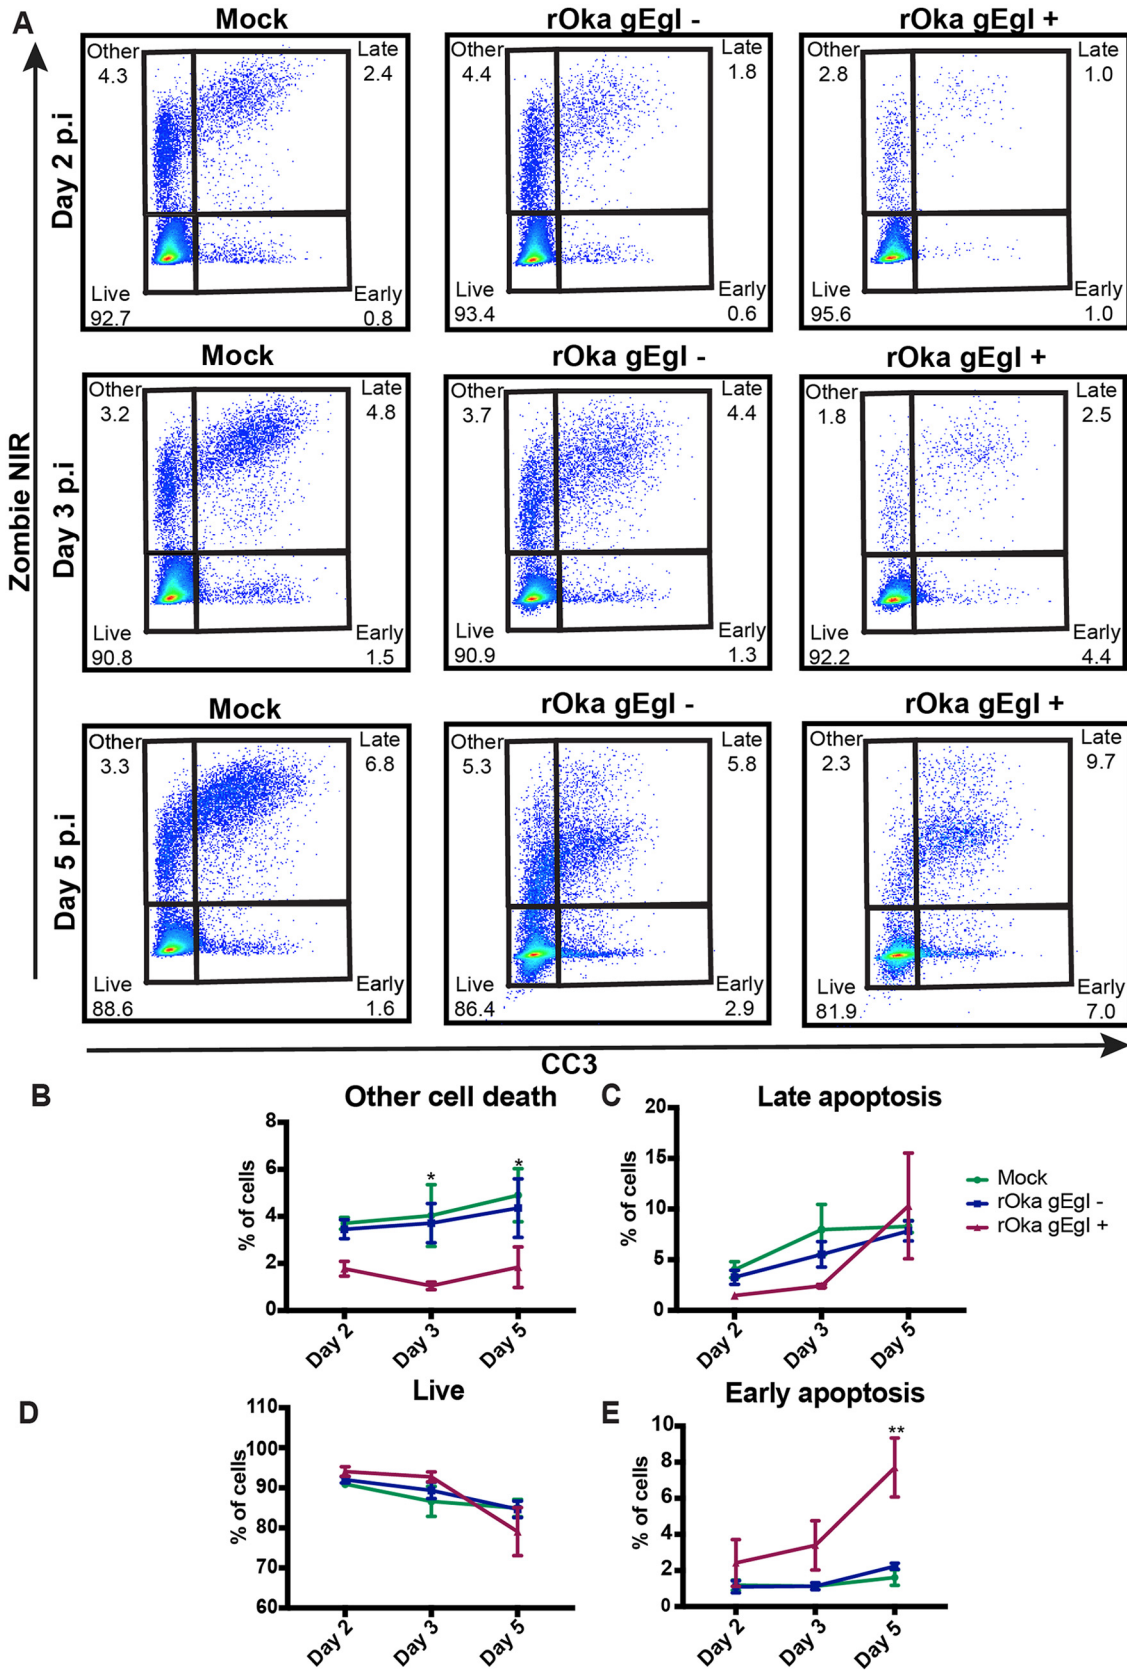 A
Mock
rOka gEgI -
rOka gEgI +
Zombie NIR
Day 2 p.i
Other
4.3
Late
2.4
Live
92.7
Early
0.8
Other
4.4
Late
1.8
Live
93.4
Early
0.6
Other
2.8
Late
1.0
Live
95.6
Early
1.0
Mock
rOka gEgI -
rOka gEgI +
Day 3 p.i
Other
3.2
Late
4.8
Live
90.8
Early
1.5
Other
3.7
Late
4.4
Live
90.9
Early
1.3
Other
1.8
Late
2.5
Live
92.2
Early
4.4
Mock
rOka gEgI -
rOka gEgI +
Day 5 p.i
Other
3.3
Late
6.8
Live
88.6
Early
1.6
Other
5.3
Late
5.8
Live
86.4
Early
2.9
Other
2.3
Late
9.7
Live
81.9
Early
7.0
CC3
B
Other cell death
% of cells
8
6
4
2
0
*
*
Day 2
Day 3
Day 5
C
Late apoptosis
% of cells
20
15
10
5
0
Day 2
Day 3
Day 5
Mock
rOka gEgI -
rOka gEgI +
D
Live
% of cells
110
100
90
80
70
60
Day 2
Day 3
Day 5
E
Early apoptosis
% of cells
10
8
6
4
2
0
**
Day 2
Day 3
Day 5